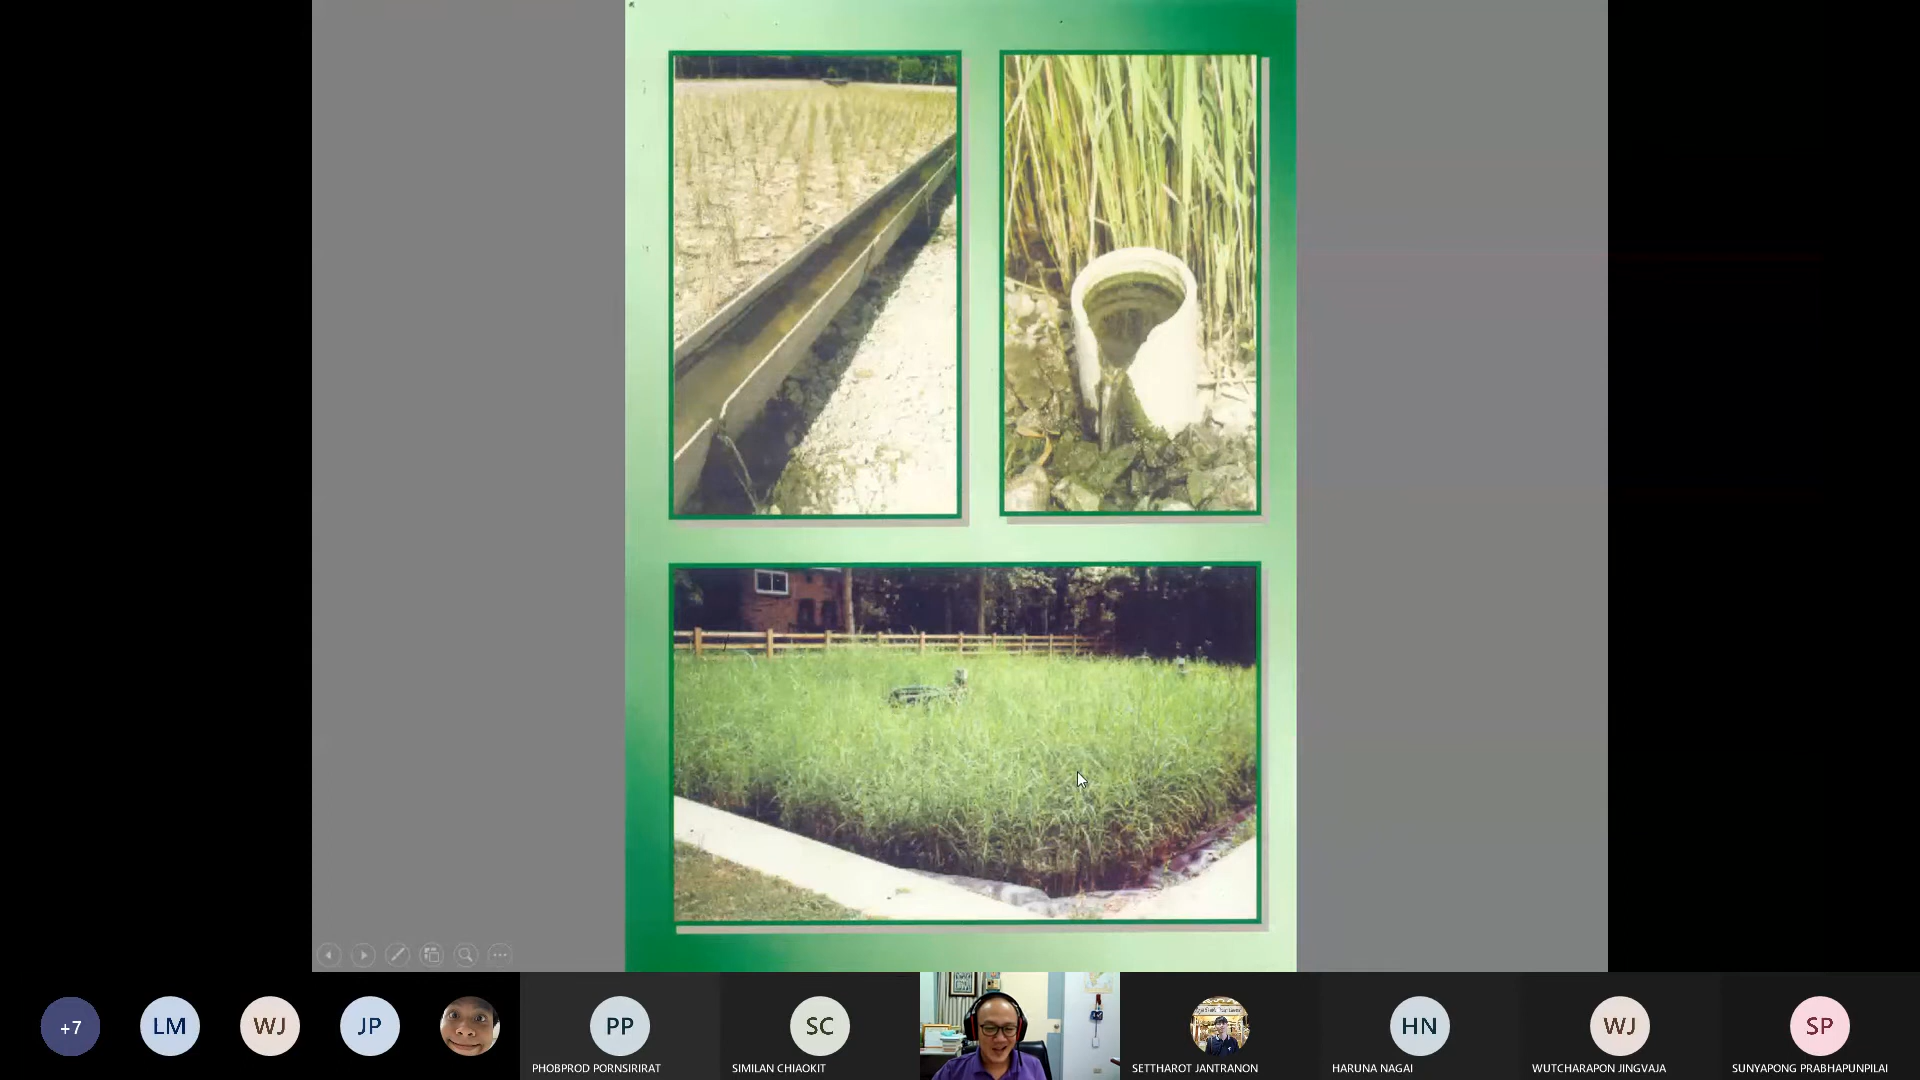 +7
LM
WJ
JP
PP
PHOBPROD PORNSIRIRAT
SC
SIMILAN CHIAOKIT
SETTHAROT JANTRANON
HN
HARUNA NAGAI
WJ
WUTCHARAPON JINGVAJA
SP
SUNYAPONG PRABHAPUNPILAI